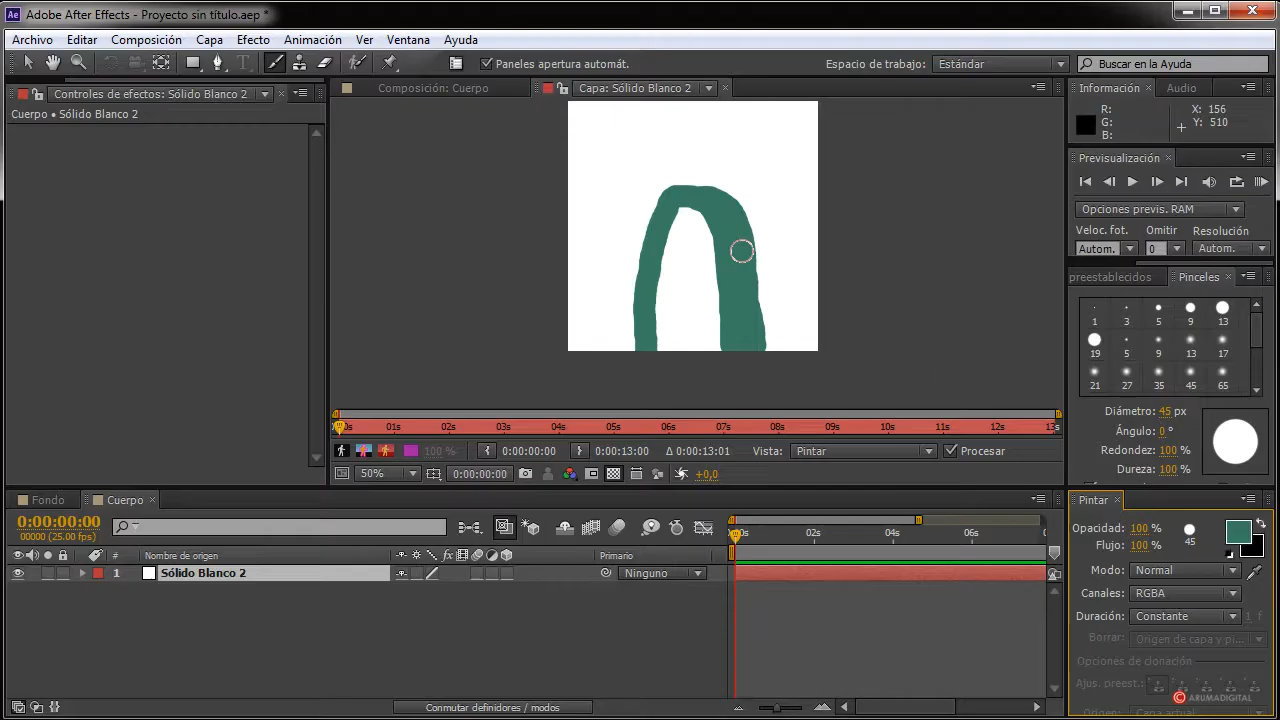 Adobe After Effects - Proyecto sin título.aep *
Archivo Editar Composición Capa Efecto Animación Ver Ventana Ayuda
Paneles apertura automát. Espacio de trabajo: Estándar Buscar en la Ayuda
Controles de efectos: Sólido Blanco 2
Composición: Cuerpo
Capa: Sólido Blanco 2
Información Audio
Cuerpo • Sólido Blanco 2
R: X: 156
G: Y: 510
B:
Previsualización
Opciones previs. RAM
Veloc. fot. Omitir Resolución
Autom. 0 Autom.
preestablecidos Pinceles
1 3 5 9 13
19 5 9 13 17
21 27 35 45 65
Diámetro: 45 px
Ángulo: 0 °
Redondez: 100 %
Dureza: 100 %
01s 02s 03s 04s 05s 06s 07s 08s 09s 10s 11s 12s 13s
100 % 0:00:00:00 0:00:13:00 Δ 0:00:13:01 Vista: Pintar Procesar
50% 0:00:00:00 +0,0
Fondo Cuerpo
0:00:00:00
00000 (25.00 fps)
02s 04s 06s
# Nombre de origen fx Primario
1 Sólido Blanco 2 Ninguno
Conmutar definidores / modos
Pintar
Opacidad: 100 %
Flujo: 100 % 45
Modo: Normal
Canales: RGBA
Duración: Constante 1 f
Borrar: Origen de capa y pi...
Opciones de clonación
Ajus. preest.:
ARUMADIGITAL
Origen: Capa actual